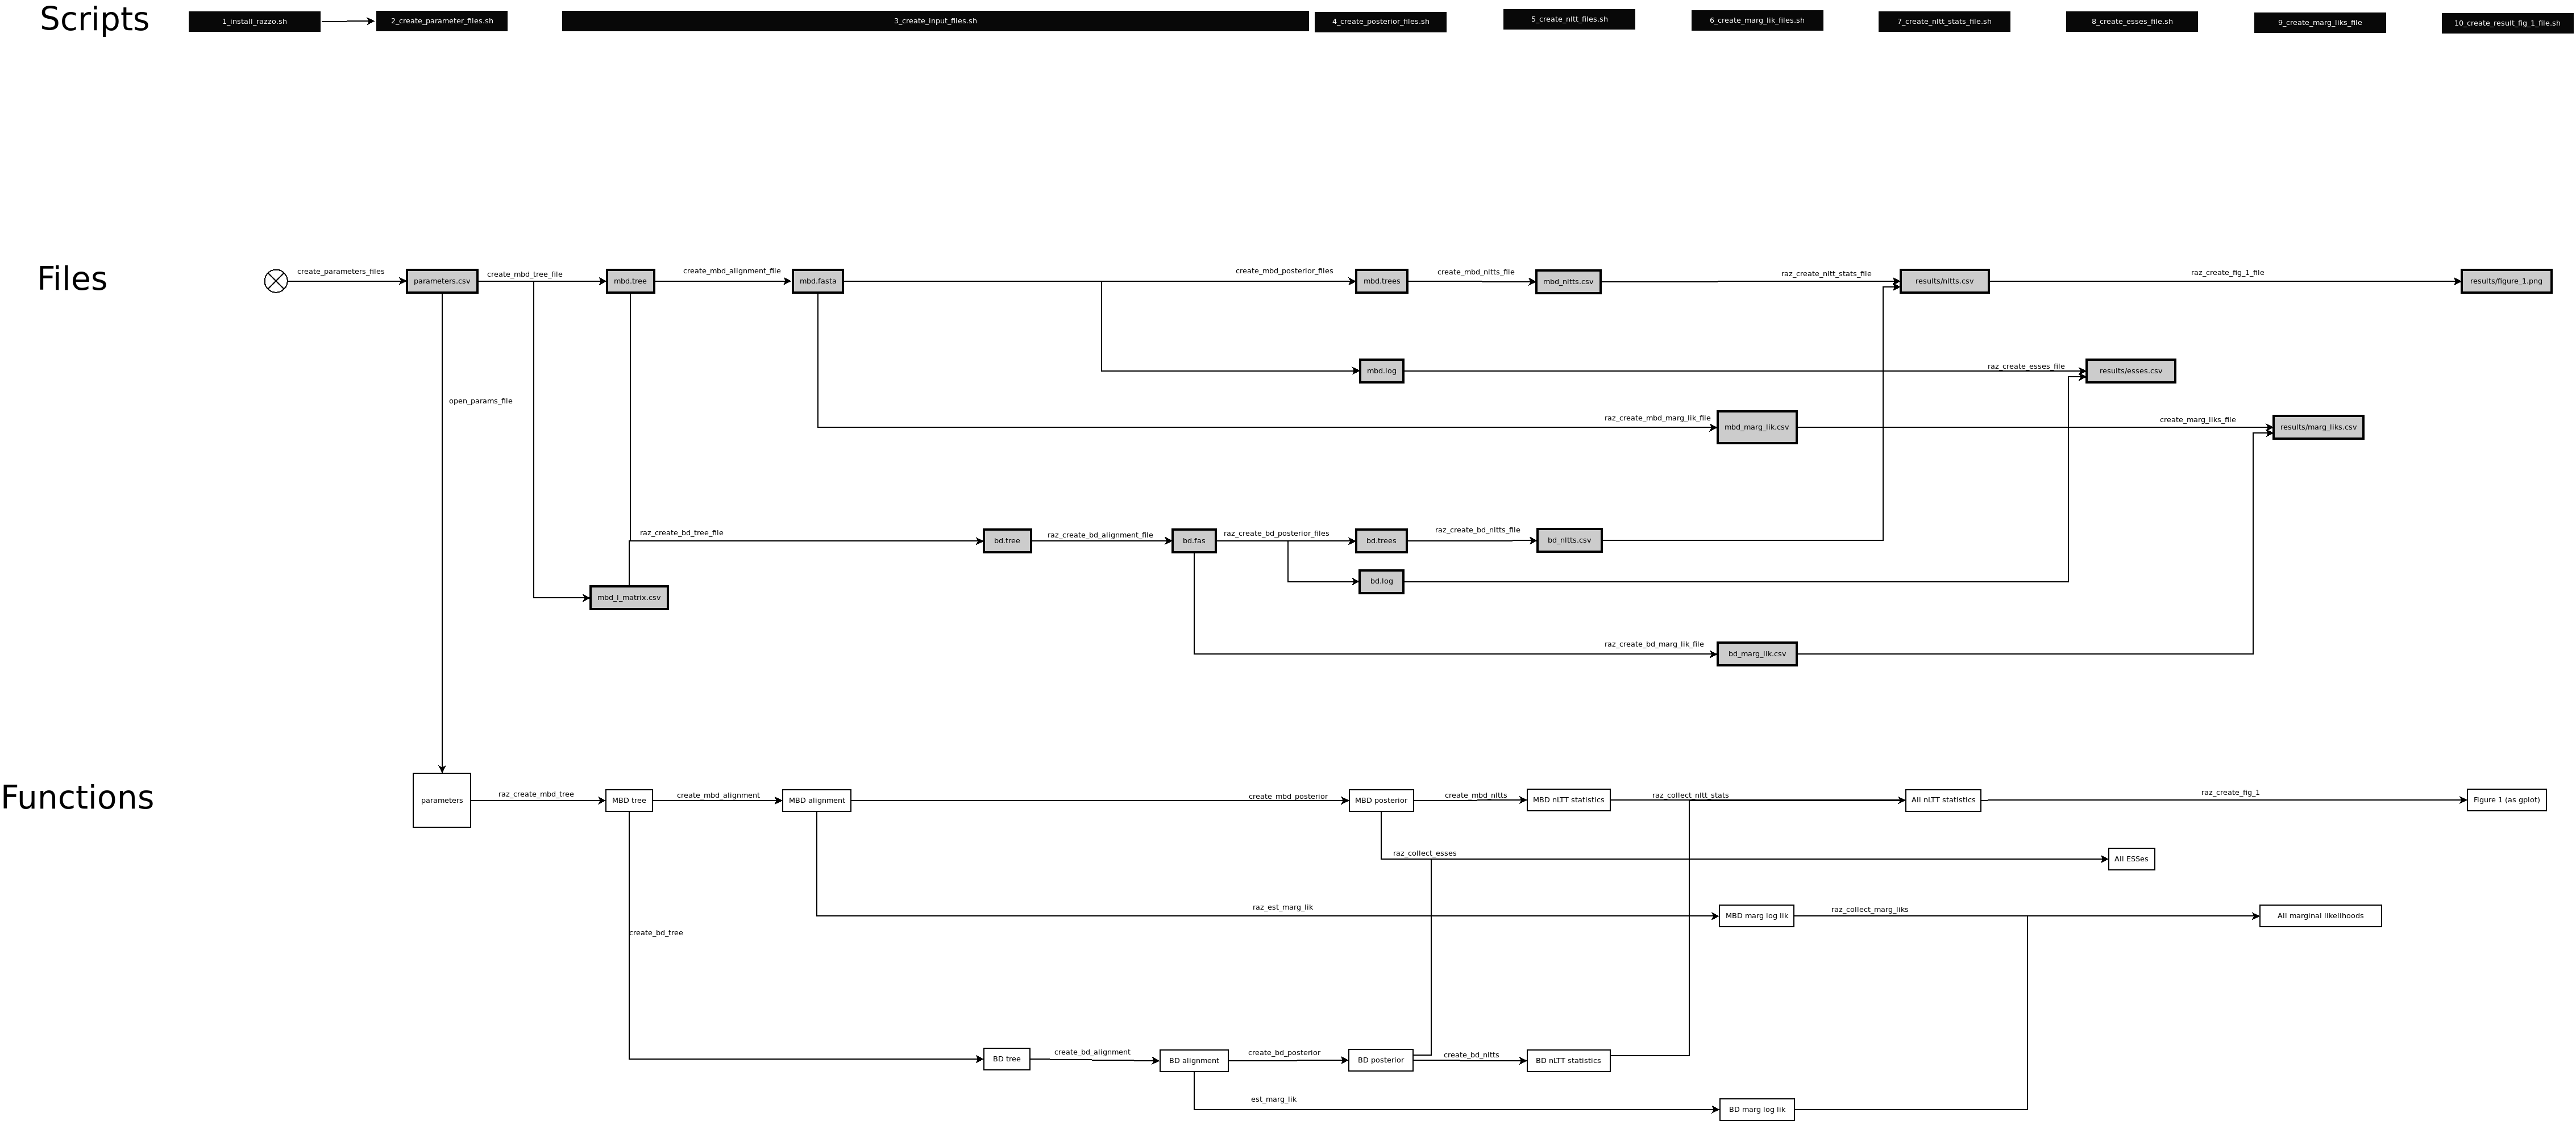 Scripts
1_install_razzo.sh
2_create_parameter_files.sh
3_create_input_files.sh
4_create_posterior_files.sh
5_create_nltt_files.sh
6_create_marg_lik_files.sh
7_create_nltt_stats_file.sh
8_create_esses_file.sh
9_create_marg_liks_file
10_create_result_fig_1_file.sh
Files
create_parameters_files
parameters.csv
create_mbd_tree_file
mbd.tree
create_mbd_alignment_file
mbd.fasta
create_mbd_posterior_files
mbd.trees
create_mbd_nltts_file
mbd_nltts.csv
raz_create_nltt_stats_file
results/nltts.csv
raz_create_fig_1_file
results/figure_1.png
mbd.log
raz_create_esses_file
results/esses.csv
open_params_file
raz_create_mbd_marg_lik_file
mbd_marg_lik.csv
create_marg_liks_file
results/marg_liks.csv
raz_create_bd_tree_file
bd.tree
raz_create_bd_alignment_file
bd.fas
raz_create_bd_posterior_files
bd.trees
raz_create_bd_nltts_file
bd_nltts.csv
bd.log
mbd_l_matrix.csv
raz_create_bd_marg_lik_file
bd_marg_lik.csv
Functions
parameters
raz_create_mbd_tree
MBD tree
create_mbd_alignment
MBD alignment
create_mbd_posterior
MBD posterior
create_mbd_nltts
MBD nLTT statistics
raz_collect_nltt_stats
All nLTT statistics
raz_create_fig_1
Figure 1 (as gplot)
raz_collect_esses
All ESSes
raz_est_marg_lik
MBD marg log lik
raz_collect_marg_liks
All marginal likelihoods
create_bd_tree
BD tree
create_bd_alignment
BD alignment
create_bd_posterior
BD posterior
create_bd_nltts
BD nLTT statistics
est_marg_lik
BD marg log lik